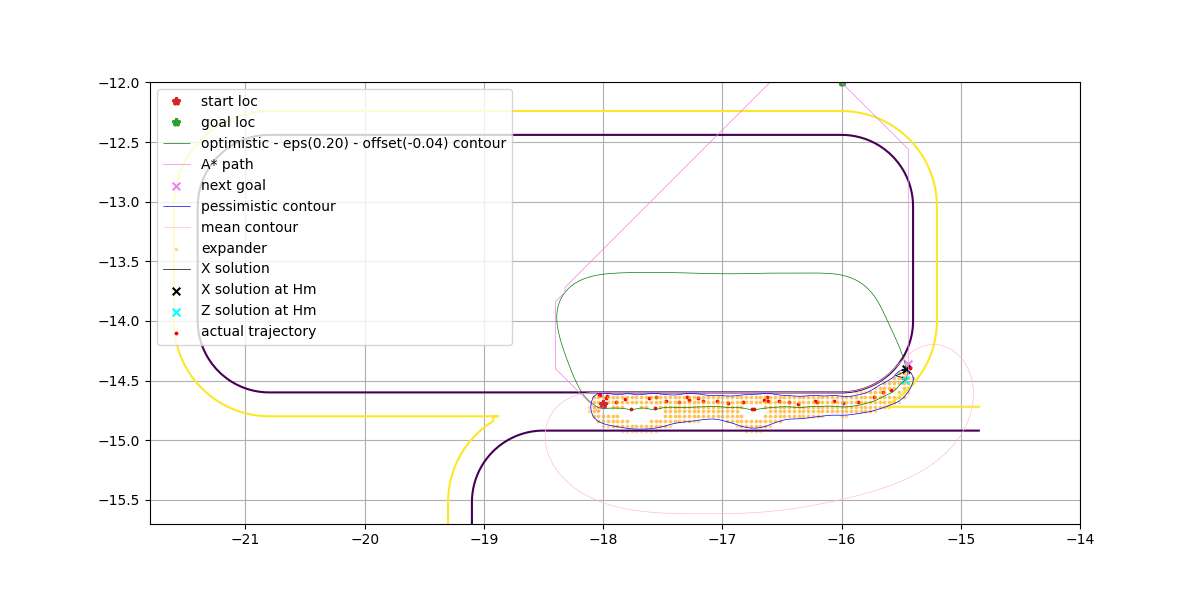 −12.0
−12.5
−13.0
−13.5
−14.0
−14.5
−15.0
−15.5
start loc
goal loc
optimistic - eps(0.20) - offset(-0.04) contour
A* path
next goal
pessimistic contour
mean contour
expander
X solution
X solution at Hm
Z solution at Hm
actual trajectory
−21 −20 −19 −18 −17 −16 −15 −14